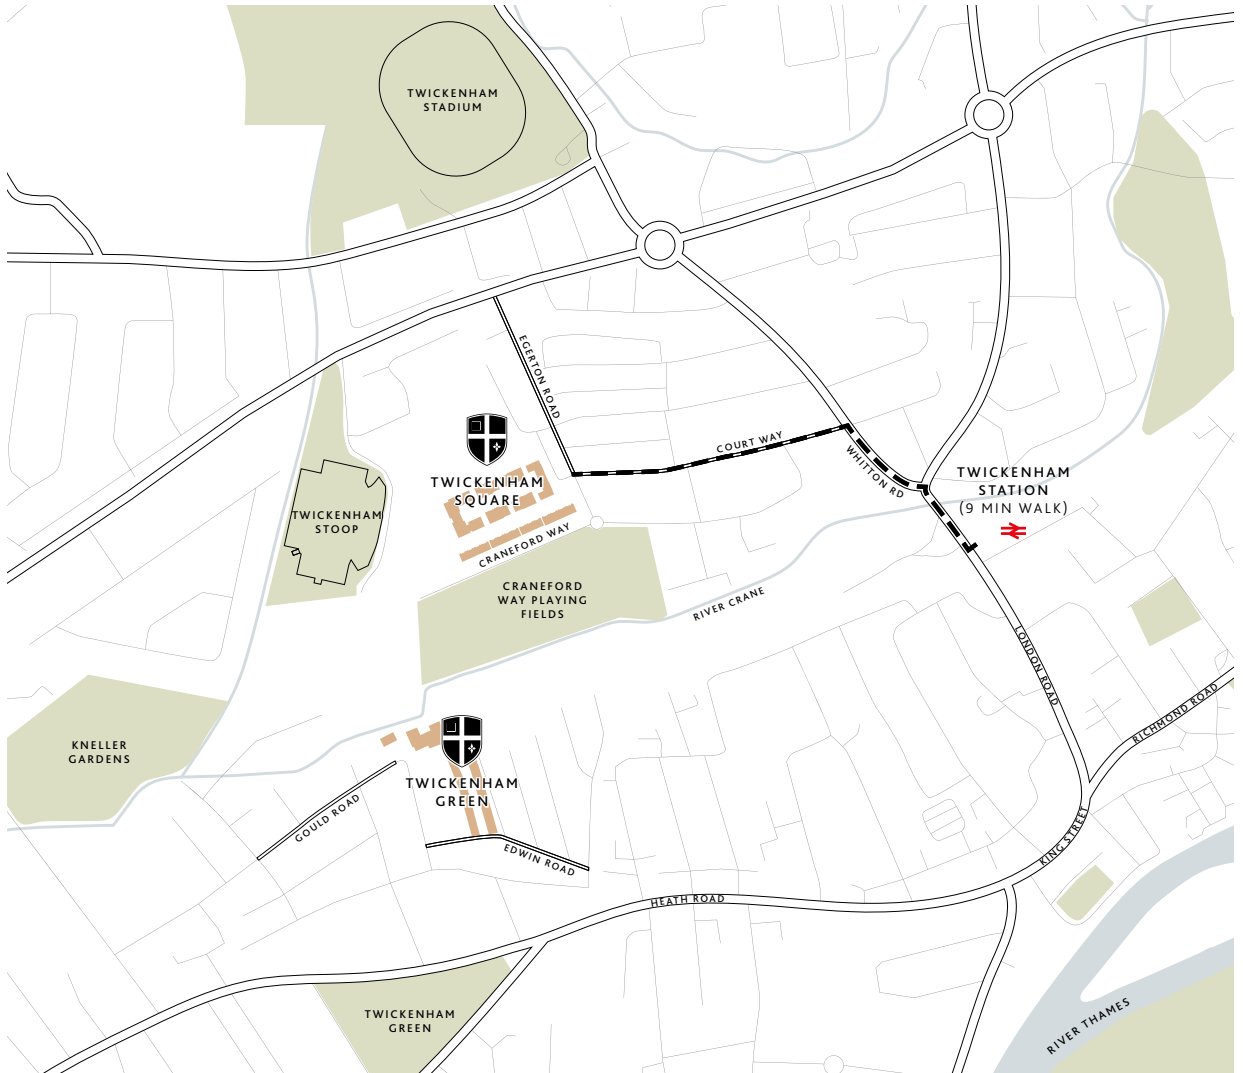 TWICKENHAM
STADIUM
EGERTON ROAD
COURT WAY
WHITTON RD
TWICKENHAM
STATION
(9 MIN WALK)
TWICKENHAM
SQUARE
TWICKENHAM
STOOP
CRANEFORD WAY
CRANEFORD
WAY PLAYING
FIELDS
RIVER CRANE
LONDON ROAD
RICHMOND ROAD
KNELLER
GARDENS
TWICKENHAM
GREEN
GOULD ROAD
EDWIN ROAD
KING STREET
HEATH ROAD
TWICKENHAM
GREEN
RIVER THAMES